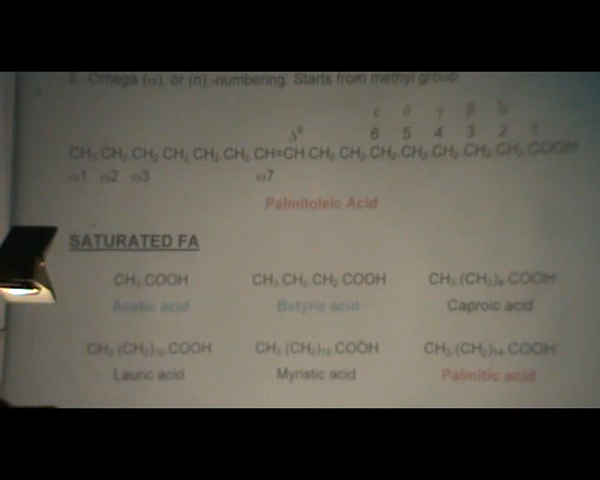 2. Omega (ω), or (n),-numbering: Starts from methyl group
ε δ γ β α
Δ⁹ 6 5 4 3 2 1
CH₃.CH₂.CH₂.CH₂.CH₂.CH₂.CH=CH.CH₂.CH₂.CH₂.CH₂.CH₂.CH₂.CH₂.COOH
ω1 ω2 ω3 ω7
Palmitoleic Acid
SATURATED FA
CH₃.COOH CH₃.CH₂.CH₂.COOH CH₃.(CH₂)₄.COOH
Acetic acid Butyric acid Caproic acid
CH₃.(CH₂)₁₀.COOH CH₃.(CH₂)₁₂.COOH CH₃.(CH₂)₁₄.COOH
Lauric acid Myristic acid Palmitic acid